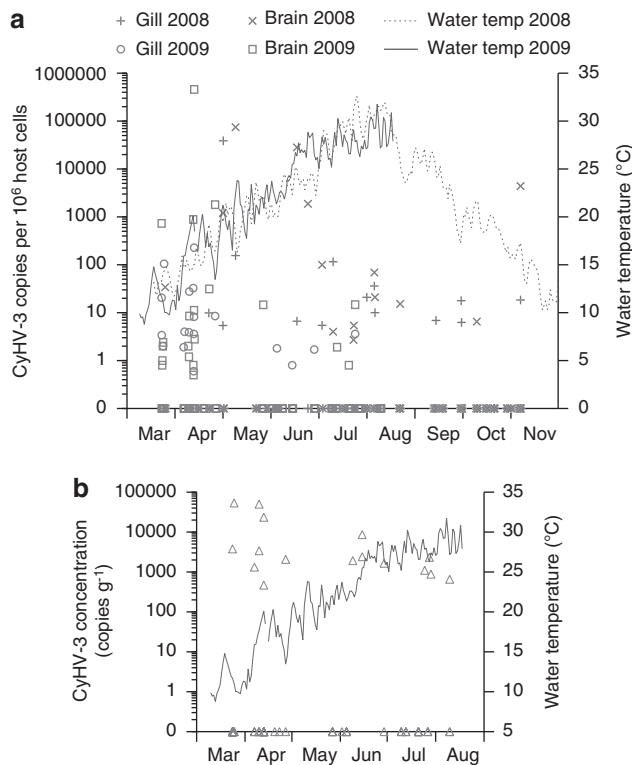 a
+ Gill 2008 × Brain 2008 Water temp 2008
○ Gill 2009 □ Brain 2009 Water temp 2009
CyHV-3 copies per 10⁶ host cells
1000000
100000
10000
1000
100
10
1
0
35
30
25
20
15
10
5
0
Water temperature (°C)
Mar Apr May Jun Jul Aug Sep Oct Nov
b
CyHV-3 concentration
(copies g⁻¹)
100000
10000
1000
100
10
1
0
35
30
25
20
15
10
5
Water temperature (°C)
Mar Apr May Jun Jul Aug